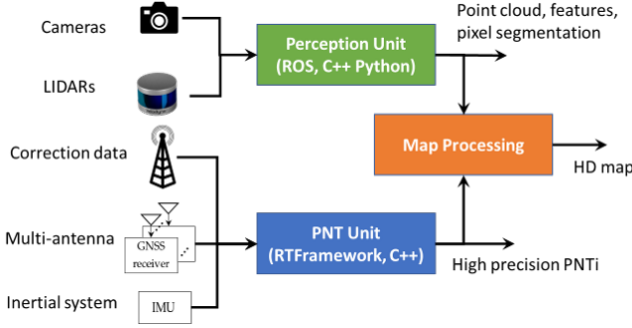 Cameras
LIDARs
Correction data
Multi-antenna
GNSS
receiver
Inertial system
IMU
Perception Unit
(ROS, C++ Python)
PNT Unit
(RTFramework, C++)
Point cloud, features,
pixel segmentation
Map Processing
HD map
High precision PNTi